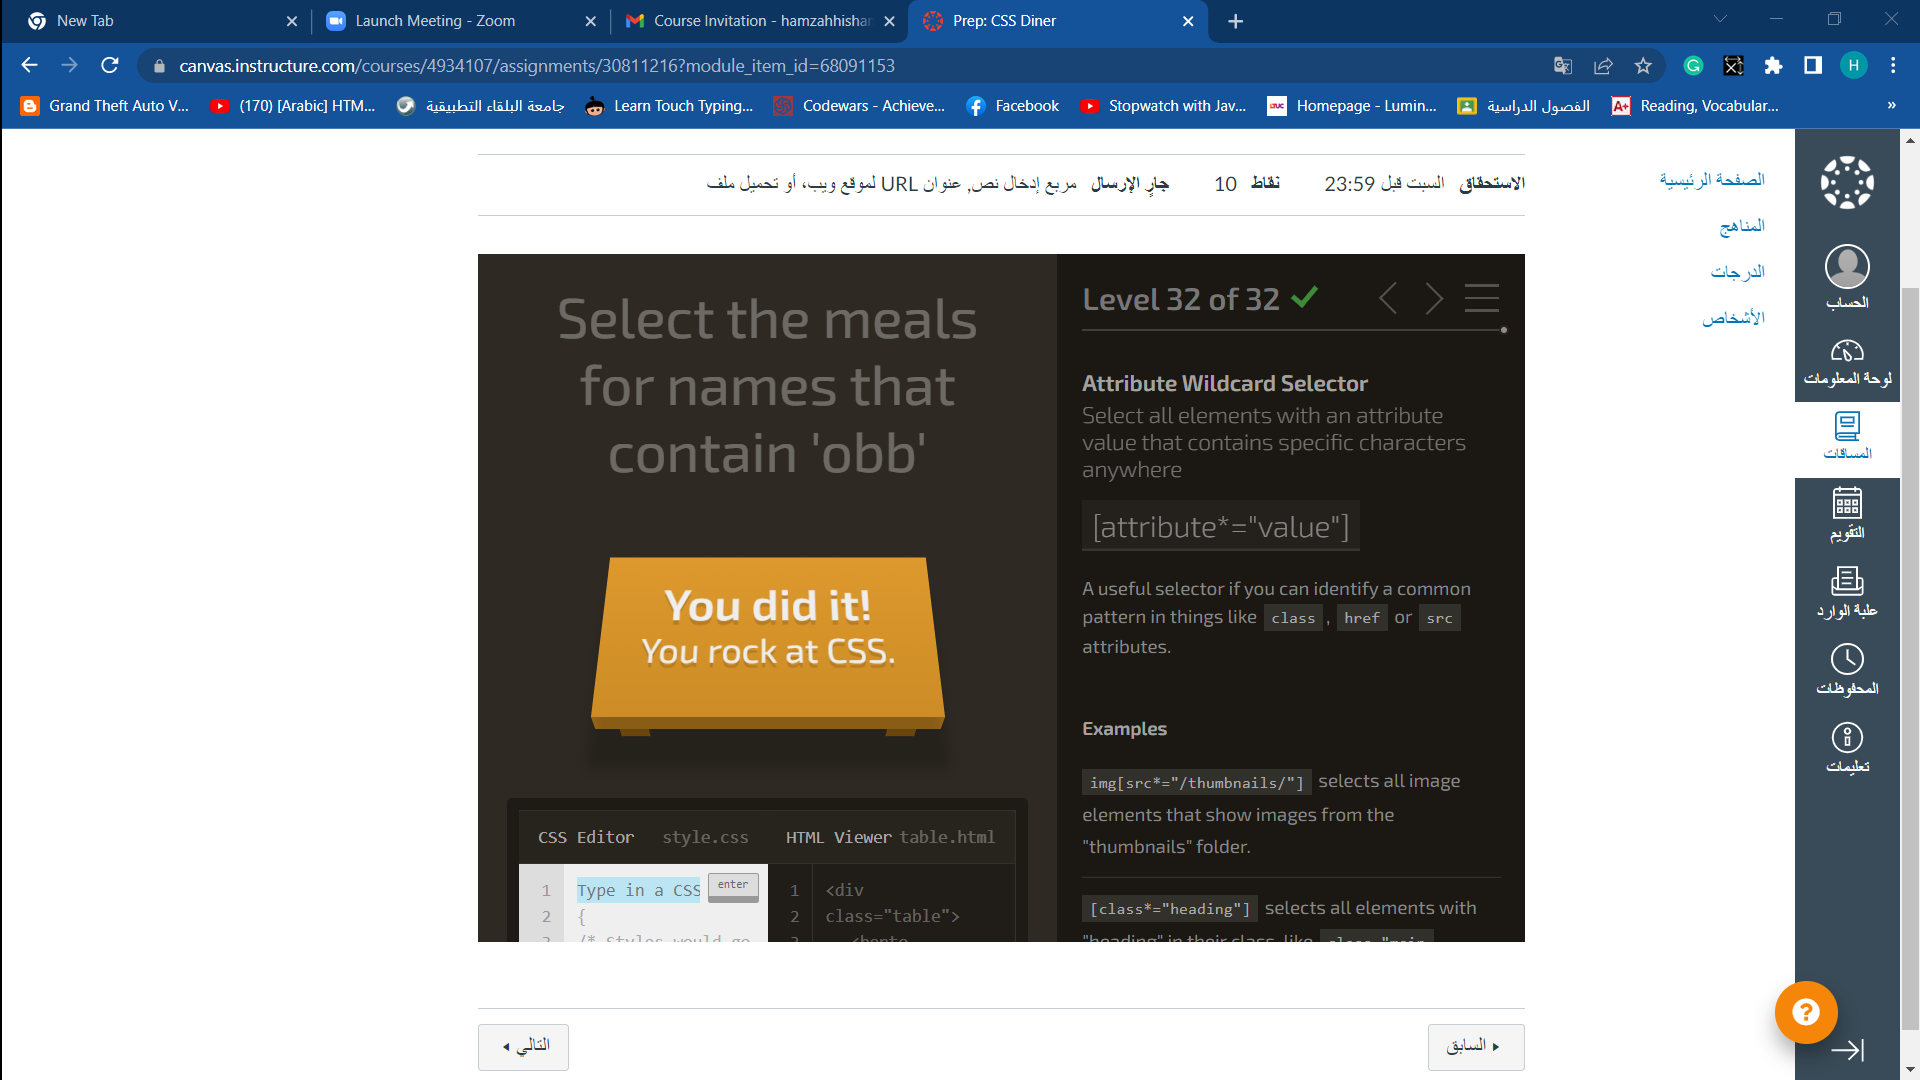 New Tab
Launch Meeting - Zoom
Course Invitation - hamzahhisham
Prep: CSS Diner
canvas.instructure.com/courses/4934107/assignments/30811216?module_item_id=68091153
H
Grand Theft Auto V...
(170) [Arabic] HTM...
جامعة البلقاء التطبيقية
Learn Touch Typing...
Codewars - Achieve...
Facebook
Stopwatch with Jav...
LTUC
Homepage - Lumin...
الفصول الدراسية
A+
Reading, Vocabular...
»
الاستحقاق السبت قبل 23:59 نقاط 10 جارٍ الإرسال مربع إدخال نص, عنوان URL لموقع ويب، أو تحميل ملف
الصفحة الرئيسية
المناهج
الدرجات
الأشخاص
الحساب
لوحة المعلومات
المساقات
التقويم
علبة الوارد
المحفوظات
تعليمات
Select the meals
for names that
contain 'obb'
You did it!
You rock at CSS.
CSS Editor style.css
HTML Viewer table.html
1 Type in a CSS
enter
2 {
3 /* Styles would go
1 <div
2 class="table">
3 <bento
Level 32 of 32
Attribute Wildcard Selector
Select all elements with an attribute
value that contains specific characters
anywhere
[attribute*="value"]
A useful selector if you can identify a common
pattern in things like class , href or src
attributes.
Examples
img[src*="/thumbnails/"] selects all image
elements that show images from the
"thumbnails" folder.
[class*="heading"] selects all elements with
"heading" in their class, like class="main-
السابق
التالي
?